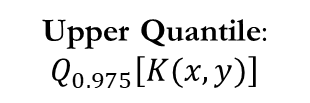 Upper Quantile:
Q₀.₉₇₅[K(x, y)]